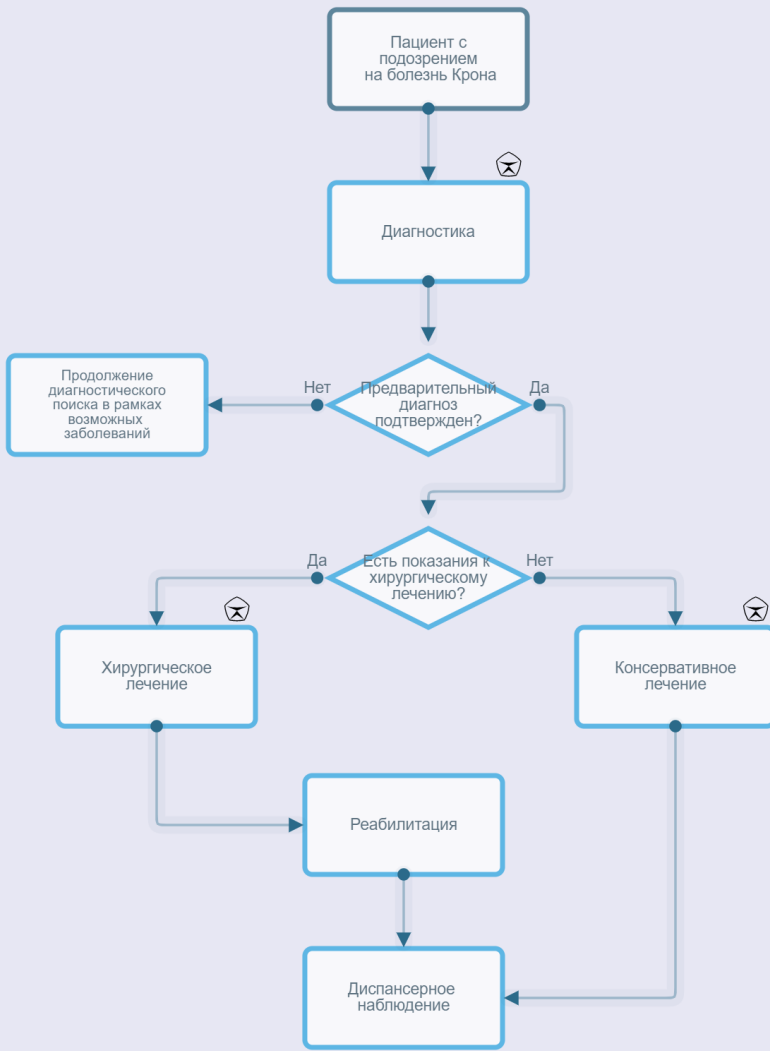 Пациент с
подозрением
на болезнь Крона
Диагностика
Продолжение
диагностического
поиска в рамках
возможных
заболеваний
Нет
Предварительный
диагноз
подтвержден?
Да
Да
Есть показания к
хирургическому
лечению?
Нет
Хирургическое
лечение
Консервативное
лечение
Реабилитация
Диспансерное
наблюдение